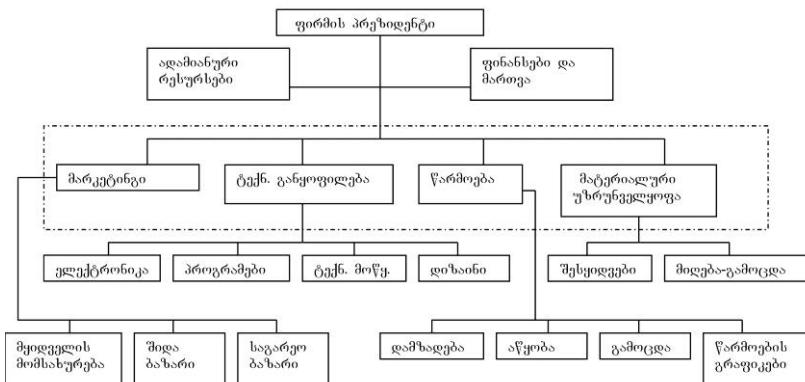 ფირმის პრეზიდენტი
ადამიანური
რესურსები
ფინანსები და
მართვა
მარკეტინგი
ტექნ. განყოფილება
წარმოება
მატერიალური
უზრუნველყოფა
ელექტრონიკა
პროგრამები
ტექნ. მოწყ.
დიზაინი
შესყიდვები
მიღება-გამოცდა
მყიდველის
მომსახურება
შიდა
ბაზარი
საგარეო
ბაზარი
დამზადება
აწყობა
გამოცდა
წარმოების
გრაფიკები